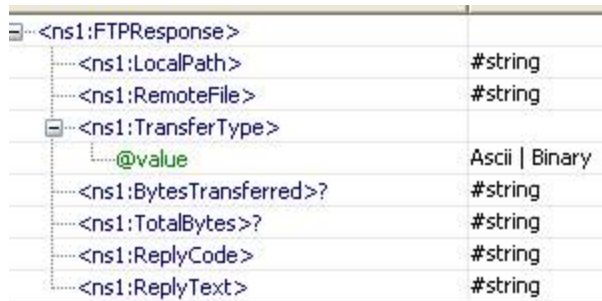 <ns1:FTPResponse>
<ns1:LocalPath> #string
<ns1:RemoteFile> #string
<ns1:TransferType>
@value Ascii | Binary
<ns1:BytesTransferred>? #string
<ns1:TotalBytes>? #string
<ns1:ReplyCode> #string
<ns1:ReplyText> #string